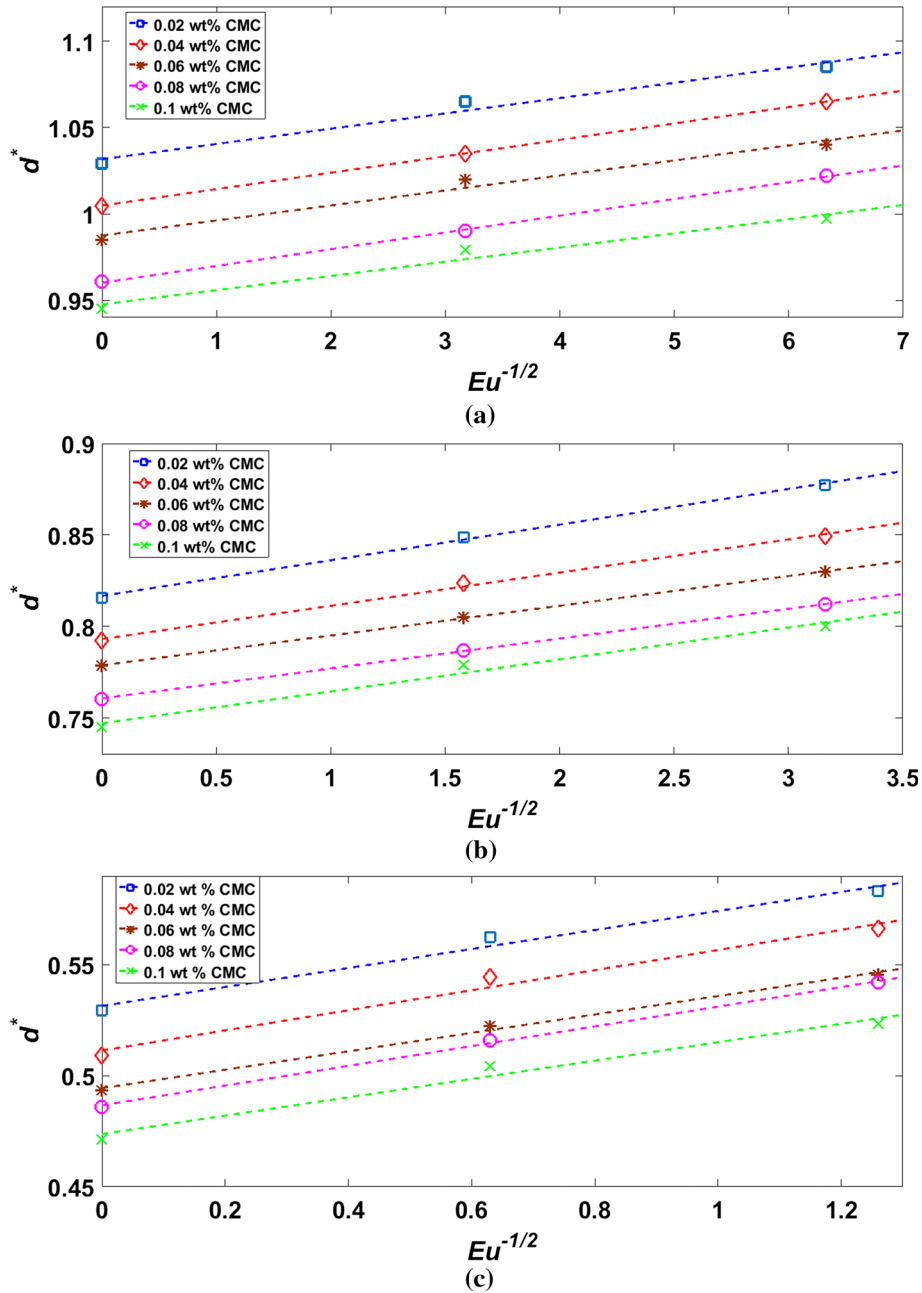 0.02 wt% CMC
0.04 wt% CMC
0.06 wt% CMC
0.08 wt% CMC
0.1 wt% CMC
1.1
1.05
1
0.95
d*
0 1 2 3 4 5 6 7
Eu-1/2
(a)
0.02 wt% CMC
0.04 wt% CMC
0.06 wt% CMC
0.08 wt% CMC
0.1 wt% CMC
0.9
0.85
0.8
0.75
d*
0 0.5 1 1.5 2 2.5 3 3.5
Eu-1/2
(b)
0.02 wt % CMC
0.04 wt % CMC
0.06 wt % CMC
0.08 wt % CMC
0.1 wt % CMC
0.55
0.5
0.45
d*
0 0.2 0.4 0.6 0.8 1 1.2
Eu-1/2
(c)